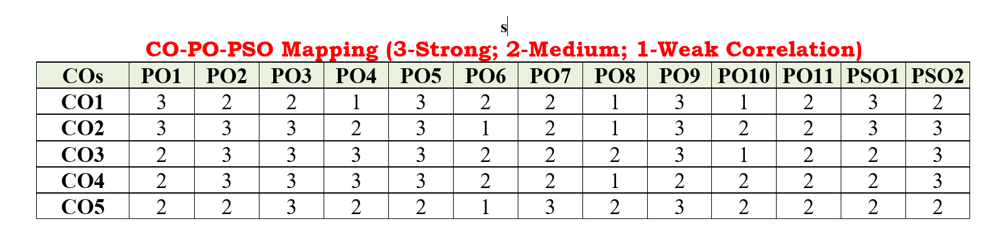 s
CO-PO-PSO Mapping (3-Strong; 2-Medium; 1-Weak Correlation)
COs PO1 PO2 PO3 PO4 PO5 PO6 PO7 PO8 PO9 PO10 PO11 PSO1 PSO2
CO1 3 2 2 1 3 2 2 1 3 1 2 3 2
CO2 3 3 3 2 3 1 2 1 3 2 2 3 3
CO3 2 3 3 3 3 2 2 2 3 1 2 2 3
CO4 2 3 3 3 3 2 2 1 2 2 2 2 3
CO5 2 2 3 2 2 1 3 2 3 2 2 2 2